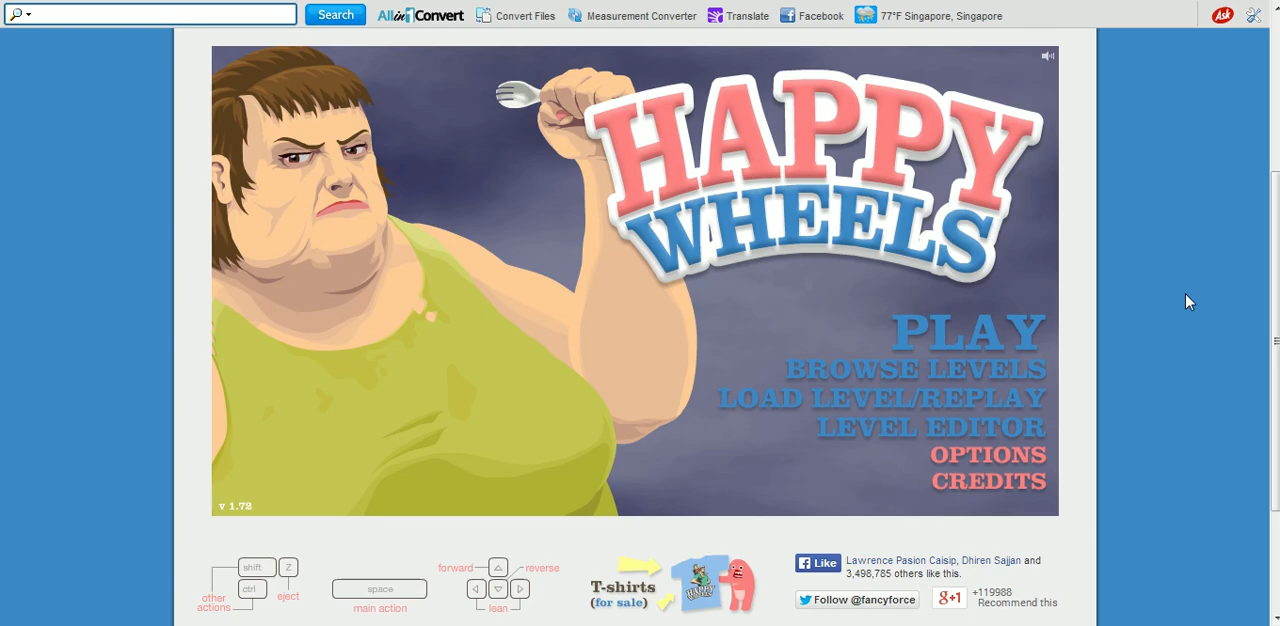 Search AllinConvert Convert Files Measurement Converter Translate Facebook 77°F Singapore, Singapore Ask
HAPPY
WHEELS
PLAY
BROWSE LEVELS
LOAD LEVEL/REPLAY
LEVEL EDITOR
OPTIONS
CREDITS
v 1.72
shift Z
ctrl
other
actions
eject
space
main action
forward
reverse
lean
T-shirts
(for sale)
HAPPY
Like
Lawrence Pasion Caisip, Dhiren Sajjan and
3,498,785 others like this.
Follow @fancyforce
g+1
+119988
Recommend this